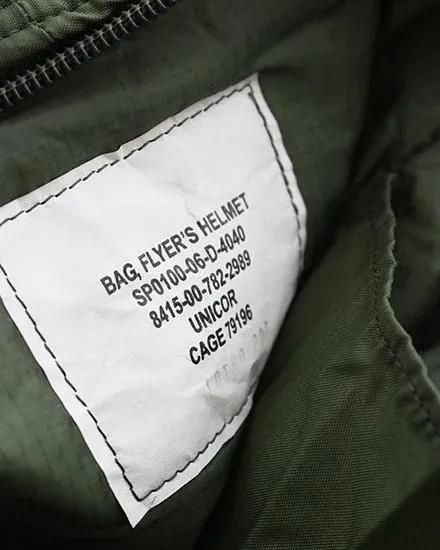 BAG, FLYER'S HELMET
SP0100-06-D-4040
8415-00-782-2989
UNICOR
CAGE 79196